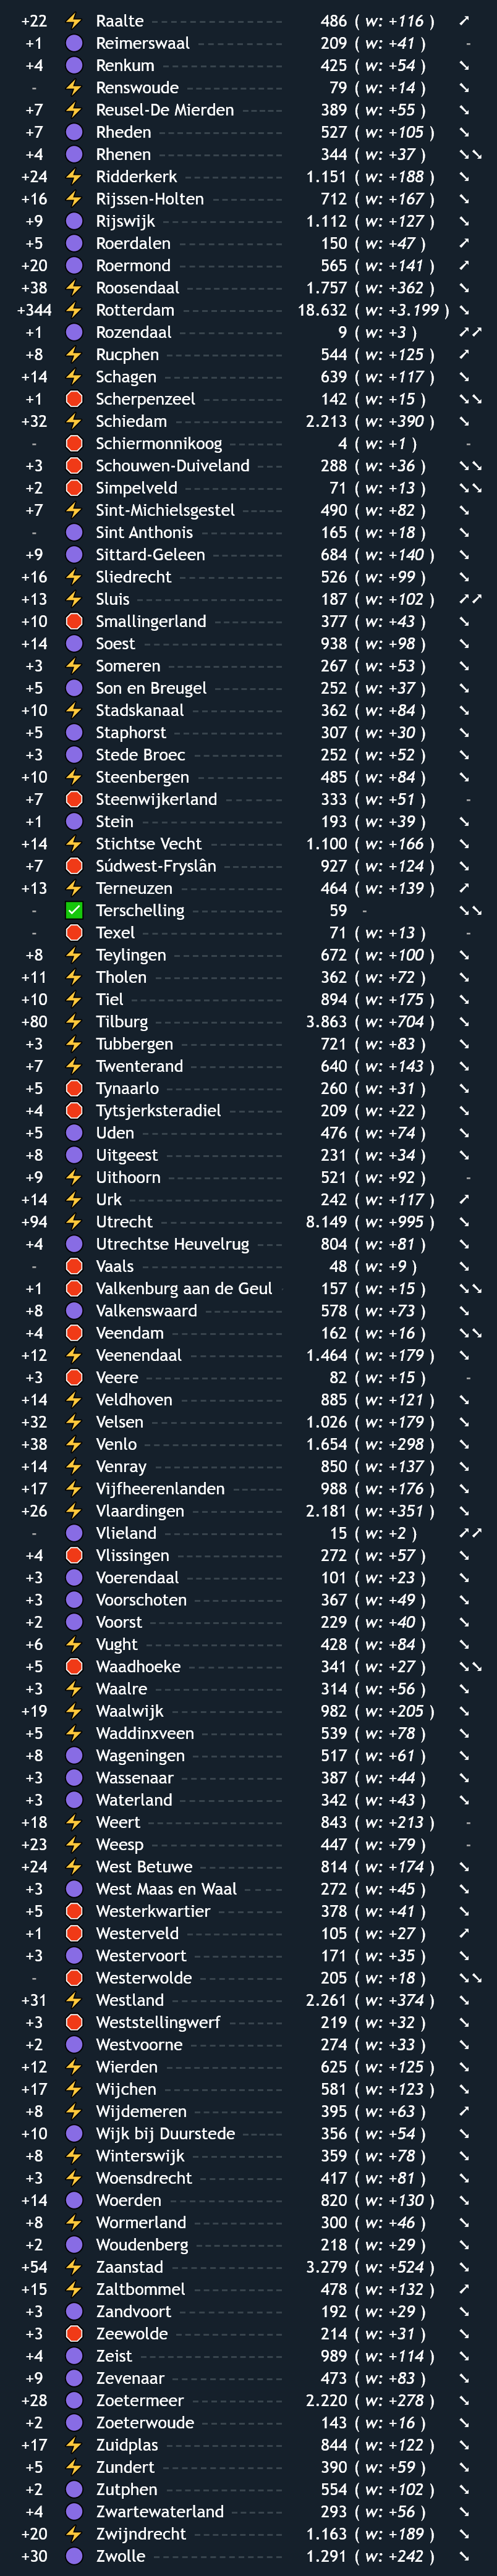 +22 ⚡ Raalte 486 ( w: +116 ) ➚
+1 🟣 Reimerswaal 209 ( w: +41 ) -
+4 🟣 Renkum 425 ( w: +54 ) ➘
- ⚡ Renswoude 79 ( w: +14 ) ➘
+7 ⚡ Reusel-De Mierden 389 ( w: +55 ) ➘
+7 🟣 Rheden 527 ( w: +105 ) ➘
+4 🟣 Rhenen 344 ( w: +37 ) ➘➘
+24 ⚡ Ridderkerk 1.151 ( w: +188 ) ➘
+16 ⚡ Rijssen-Holten 712 ( w: +167 ) ➘
+9 🟣 Rijswijk 1.112 ( w: +127 ) ➘
+5 🟣 Roerdalen 150 ( w: +47 ) ➚
+20 🟣 Roermond 565 ( w: +141 ) ➚
+38 ⚡ Roosendaal 1.757 ( w: +362 ) ➘
+344 ⚡ Rotterdam 18.632 ( w: +3.199 ) ➘
+1 🟣 Rozendaal 9 ( w: +3 ) ➚➚
+8 ⚡ Rucphen 544 ( w: +125 ) ➚
+14 ⚡ Schagen 639 ( w: +117 ) ➘
+1 🛑 Scherpenzeel 142 ( w: +15 ) ➘➘
+32 ⚡ Schiedam 2.213 ( w: +390 ) ➘
- 🛑 Schiermonnikoog 4 ( w: +1 ) -
+3 🛑 Schouwen-Duiveland 288 ( w: +36 ) ➘➘
+2 🛑 Simpelveld 71 ( w: +13 ) ➘➘
+7 ⚡ Sint-Michielsgestel 490 ( w: +82 ) ➘
- 🟣 Sint Anthonis 165 ( w: +18 ) ➘
+9 🟣 Sittard-Geleen 684 ( w: +140 ) ➘
+16 ⚡ Sliedrecht 526 ( w: +99 ) ➘
+13 ⚡ Sluis 187 ( w: +102 ) ➚➚
+10 🛑 Smallingerland 377 ( w: +43 ) ➘
+14 🟣 Soest 938 ( w: +98 ) ➘
+3 ⚡ Someren 267 ( w: +53 ) ➘
+5 🟣 Son en Breugel 252 ( w: +37 ) ➘
+10 ⚡ Stadskanaal 362 ( w: +84 ) ➘
+5 🟣 Staphorst 307 ( w: +30 ) ➘
+3 🟣 Stede Broec 252 ( w: +52 ) ➘
+10 ⚡ Steenbergen 485 ( w: +84 ) ➘
+7 🛑 Steenwijkerland 333 ( w: +51 ) -
+1 🟣 Stein 193 ( w: +39 ) ➘
+14 ⚡ Stichtse Vecht 1.100 ( w: +166 ) ➘
+7 🛑 Súdwest-Fryslân 927 ( w: +124 ) ➘
+13 ⚡ Terneuzen 464 ( w: +139 ) ➚
- ✅ Terschelling 59 - ➘➘
- 🛑 Texel 71 ( w: +13 ) -
+8 ⚡ Teylingen 672 ( w: +100 ) ➘
+11 ⚡ Tholen 362 ( w: +72 ) ➘
+10 ⚡ Tiel 894 ( w: +175 ) ➘
+80 ⚡ Tilburg 3.863 ( w: +704 ) ➘
+3 ⚡ Tubbergen 721 ( w: +83 ) ➘
+7 ⚡ Twenterand 640 ( w: +143 ) ➘
+5 🛑 Tynaarlo 260 ( w: +31 ) ➘
+4 🛑 Tytsjerksteradiel 209 ( w: +22 ) ➘
+5 🟣 Uden 476 ( w: +74 ) ➘
+8 🟣 Uitgeest 231 ( w: +34 ) ➘
+9 ⚡ Uithoorn 521 ( w: +92 ) -
+14 ⚡ Urk 242 ( w: +117 ) ➚
+94 ⚡ Utrecht 8.149 ( w: +995 ) ➘
+4 🟣 Utrechtse Heuvelrug 804 ( w: +81 ) ➘
- 🛑 Vaals 48 ( w: +9 ) ➘
+1 🛑 Valkenburg aan de Geul 157 ( w: +15 ) ➘➘
+8 🟣 Valkenswaard 578 ( w: +73 ) ➘
+4 🛑 Veendam 162 ( w: +16 ) ➘➘
+12 ⚡ Veenendaal 1.464 ( w: +179 ) ➘
+3 🛑 Veere 82 ( w: +15 ) -
+14 ⚡ Veldhoven 885 ( w: +121 ) ➘
+32 ⚡ Velsen 1.026 ( w: +179 ) ➘
+38 ⚡ Venlo 1.654 ( w: +298 ) ➘
+14 ⚡ Venray 850 ( w: +137 ) ➘
+17 ⚡ Vijfheerenlanden 988 ( w: +176 ) ➘
+26 ⚡ Vlaardingen 2.181 ( w: +351 ) ➘
- 🟣 Vlieland 15 ( w: +2 ) ➚➚
+4 🛑 Vlissingen 272 ( w: +57 ) ➘
+3 🟣 Voerendaal 101 ( w: +23 ) ➘
+3 🟣 Voorschoten 367 ( w: +49 ) ➘
+2 🟣 Voorst 229 ( w: +40 ) ➘
+6 ⚡ Vught 428 ( w: +84 ) ➘
+5 🛑 Waadhoeke 341 ( w: +27 ) ➘➘
+3 ⚡ Waalre 314 ( w: +56 ) ➘
+19 ⚡ Waalwijk 982 ( w: +205 ) ➘
+5 ⚡ Waddinxveen 539 ( w: +78 ) ➘
+8 🟣 Wageningen 517 ( w: +61 ) ➘
+3 🟣 Wassenaar 387 ( w: +44 ) ➘
+3 🟣 Waterland 342 ( w: +43 ) ➘
+18 ⚡ Weert 843 ( w: +213 ) -
+23 ⚡ Weesp 447 ( w: +79 ) -
+24 ⚡ West Betuwe 814 ( w: +174 ) ➘
+3 🟣 West Maas en Waal 272 ( w: +45 ) ➘
+5 🛑 Westerkwartier 378 ( w: +41 ) ➘
+1 🛑 Westerveld 105 ( w: +27 ) ➚
+3 🟣 Westervoort 171 ( w: +35 ) ➘
- 🛑 Westerwolde 205 ( w: +18 ) ➘➘
+31 ⚡ Westland 2.261 ( w: +374 ) ➘
+3 🛑 Weststellingwerf 219 ( w: +32 ) ➘
+2 🟣 Westvoorne 274 ( w: +33 ) ➘
+12 ⚡ Wierden 625 ( w: +125 ) ➘
+17 ⚡ Wijchen 581 ( w: +123 ) ➘
+8 ⚡ Wijdemeren 395 ( w: +63 ) ➚
+10 🟣 Wijk bij Duurstede 356 ( w: +54 ) ➘
+8 ⚡ Winterswijk 359 ( w: +78 ) ➘
+3 ⚡ Woensdrecht 417 ( w: +81 ) ➘
+14 🟣 Woerden 820 ( w: +130 ) ➘
+8 ⚡ Wormerland 300 ( w: +46 ) ➘
+2 🟣 Woudenberg 218 ( w: +29 ) ➘
+54 ⚡ Zaanstad 3.279 ( w: +524 ) ➘
+15 ⚡ Zaltbommel 478 ( w: +132 ) ➚
+3 🟣 Zandvoort 192 ( w: +29 ) ➘
+3 🛑 Zeewolde 214 ( w: +31 ) ➘
+4 🟣 Zeist 989 ( w: +114 ) ➘
+9 🟣 Zevenaar 473 ( w: +83 ) ➘
+28 🟣 Zoetermeer 2.220 ( w: +278 ) ➘
+2 🟣 Zoeterwoude 143 ( w: +16 ) ➘
+17 ⚡ Zuidplas 844 ( w: +122 ) ➘
+5 ⚡ Zundert 390 ( w: +59 ) ➘
+2 🟣 Zutphen 554 ( w: +102 ) ➘
+4 🟣 Zwartewaterland 293 ( w: +56 ) ➘
+20 ⚡ Zwijndrecht 1.163 ( w: +189 ) ➘
+30 🟣 Zwolle 1.291 ( w: +242 ) ➘